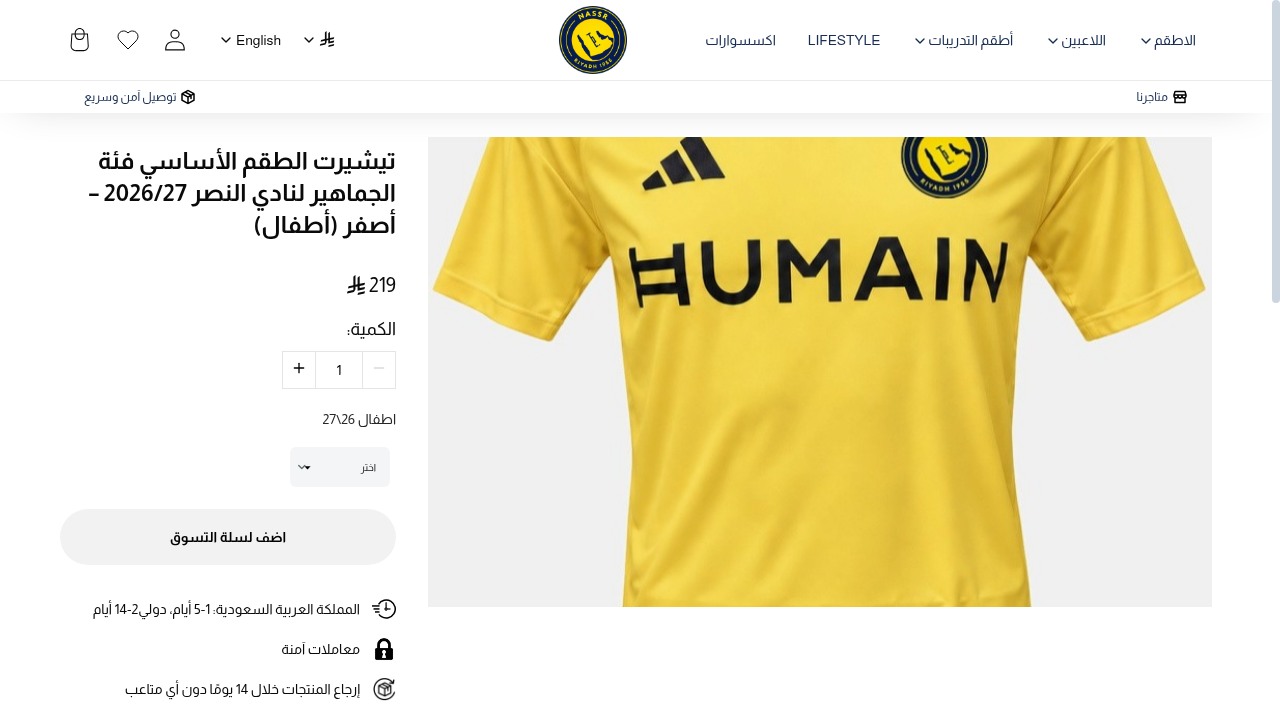 الاطقم
اللاعبين
أطقم التدريبات
LIFESTYLE
اكسسوارات
NASSR
RIYADH 1955
English
متاجرنا
توصيل آمن وسريع
RIYADH 1955
HUMAIN
تيشيرت الطقم الأساسي فئة
الجماهير لنادي النصر 2026/27 –
أصفر (أطفال)
219
الكمية:
1
اطفال 26\27
اختر
اضف لسلة التسوق
المملكة العربية السعودية: 1-5 أيام، دولي2-14 أيام
معاملات آمنة
إرجاع المنتجات خلال 14 يومًا دون أي متاعب